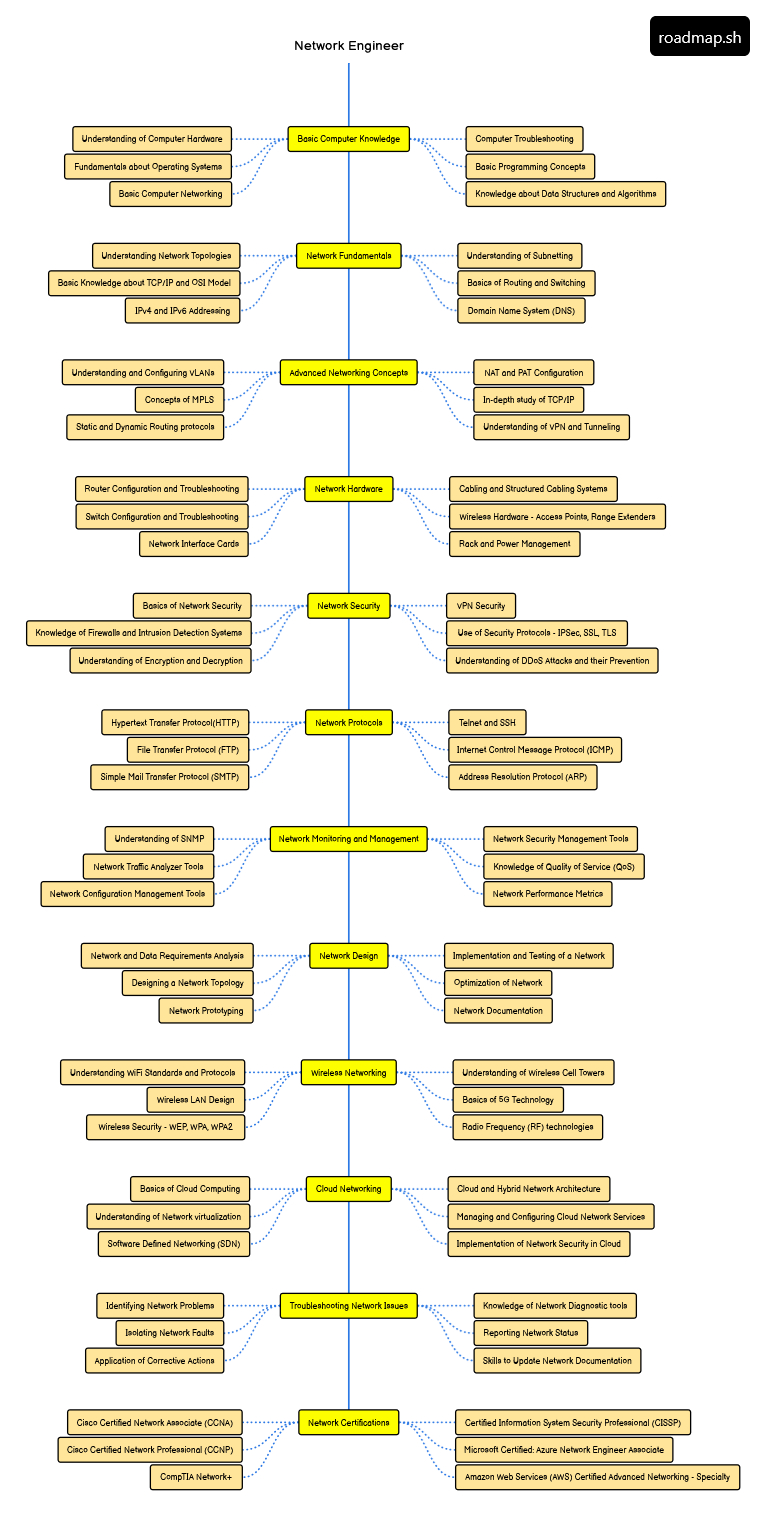 roadmap.sh
Network Engineer
Basic Computer Knowledge
Understanding of Computer Hardware
Fundamentals about Operating Systems
Basic Computer Networking
Computer Troubleshooting
Basic Programming Concepts
Knowledge about Data Structures and Algorithms
Network Fundamentals
Understanding Network Topologies
Basic Knowledge about TCP/IP and OSI Model
IPv4 and IPv6 Addressing
Understanding of Subnetting
Basics of Routing and Switching
Domain Name System (DNS)
Advanced Networking Concepts
Understanding and Configuring VLANs
Concepts of MPLS
Static and Dynamic Routing protocols
NAT and PAT Configuration
In-depth study of TCP/IP
Understanding of VPN and Tunneling
Network Hardware
Router Configuration and Troubleshooting
Switch Configuration and Troubleshooting
Network Interface Cards
Cabling and Structured Cabling Systems
Wireless Hardware - Access Points, Range Extenders
Rack and Power Management
Network Security
Basics of Network Security
Knowledge of Firewalls and Intrusion Detection Systems
Understanding of Encryption and Decryption
VPN Security
Use of Security Protocols - IPSec, SSL, TLS
Understanding of DDoS Attacks and their Prevention
Network Protocols
Hypertext Transfer Protocol(HTTP)
File Transfer Protocol (FTP)
Simple Mail Transfer Protocol (SMTP)
Telnet and SSH
Internet Control Message Protocol (ICMP)
Address Resolution Protocol (ARP)
Network Monitoring and Management
Understanding of SNMP
Network Traffic Analyzer Tools
Network Configuration Management Tools
Network Security Management Tools
Knowledge of Quality of Service (QoS)
Network Performance Metrics
Network Design
Network and Data Requirements Analysis
Designing a Network Topology
Network Prototyping
Implementation and Testing of a Network
Optimization of Network
Network Documentation
Wireless Networking
Understanding WiFi Standards and Protocols
Wireless LAN Design
Wireless Security - WEP, WPA, WPA2
Understanding of Wireless Cell Towers
Basics of 5G Technology
Radio Frequency (RF) technologies
Cloud Networking
Basics of Cloud Computing
Understanding of Network virtualization
Software Defined Networking (SDN)
Cloud and Hybrid Network Architecture
Managing and Configuring Cloud Network Services
Implementation of Network Security in Cloud
Troubleshooting Network Issues
Identifying Network Problems
Isolating Network Faults
Application of Corrective Actions
Knowledge of Network Diagnostic tools
Reporting Network Status
Skills to Update Network Documentation
Network Certifications
Cisco Certified Network Associate (CCNA)
Cisco Certified Network Professional (CCNP)
CompTIA Network+
Certified Information System Security Professional (CISSP)
Microsoft Certified: Azure Network Engineer Associate
Amazon Web Services (AWS) Certified Advanced Networking - Specialty